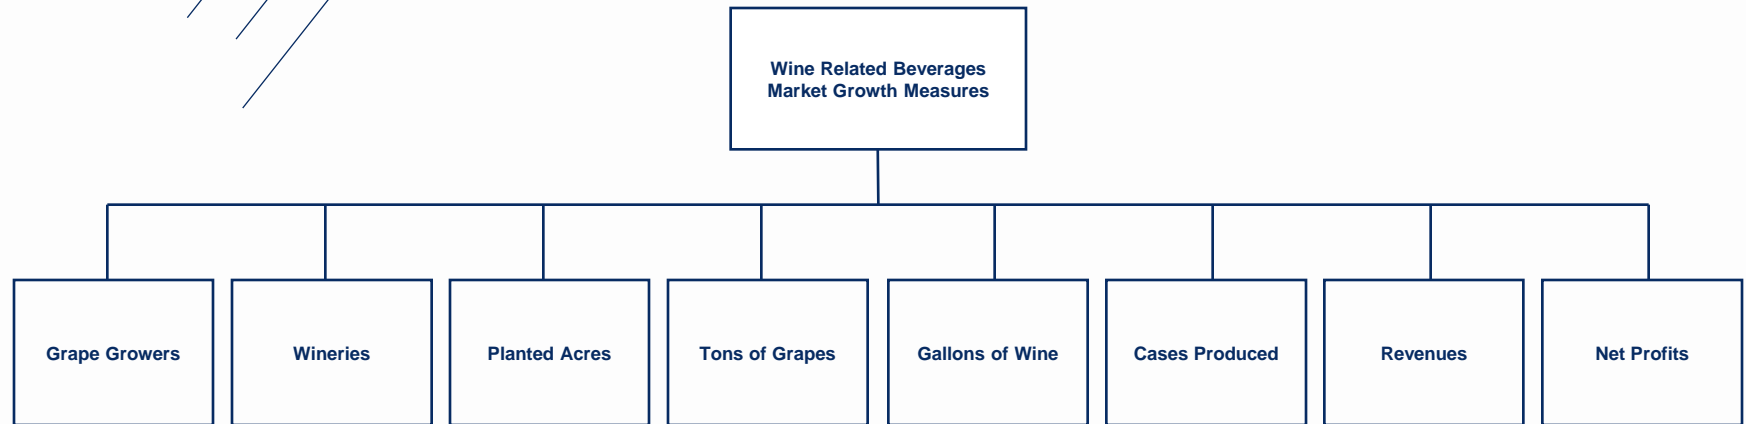 Wine Related Beverages
Market Growth Measures
Grape Growers
Wineries
Planted Acres
Tons of Grapes
Gallons of Wine
Cases Produced
Revenues
Net Profits